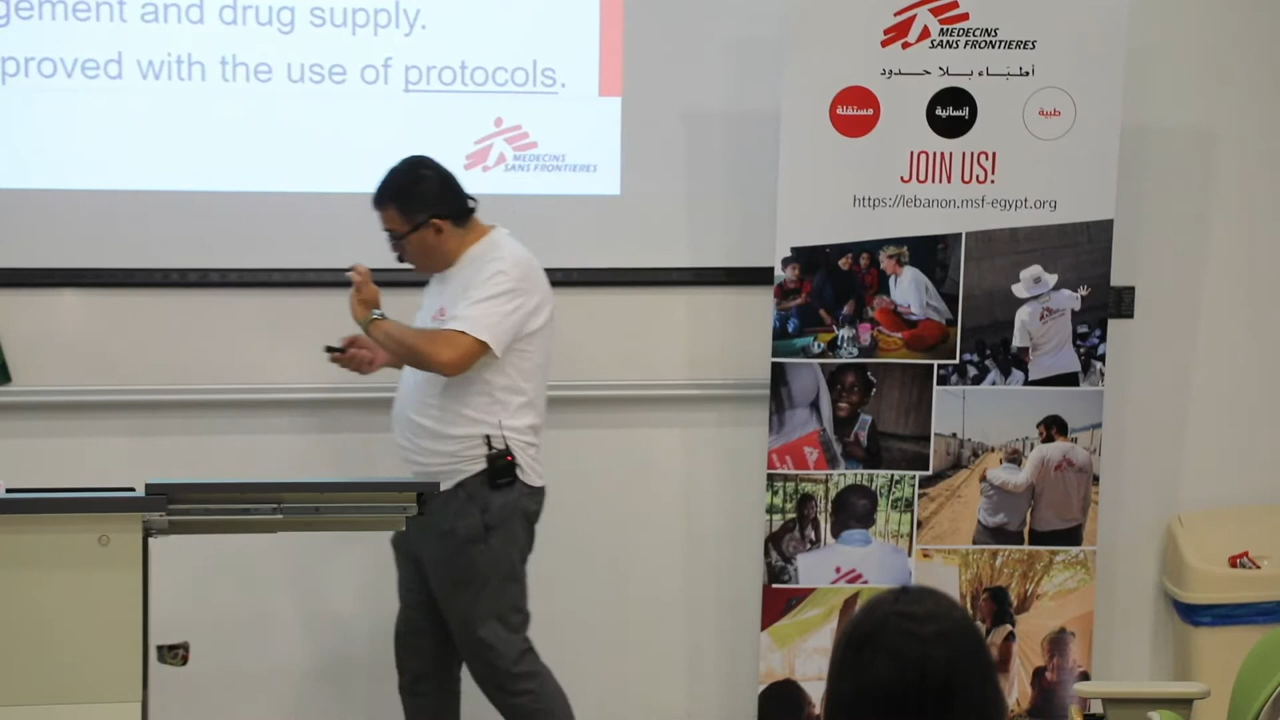 gement and drug supply.
proved with the use of protocols.
MEDECINS
SANS FRONTIERES
MEDECINS
SANS FRONTIERES
أطباء بلا حدود
مستقلة
إنسانية
طبية
JOIN US!
https://lebanon.msf-egypt.org